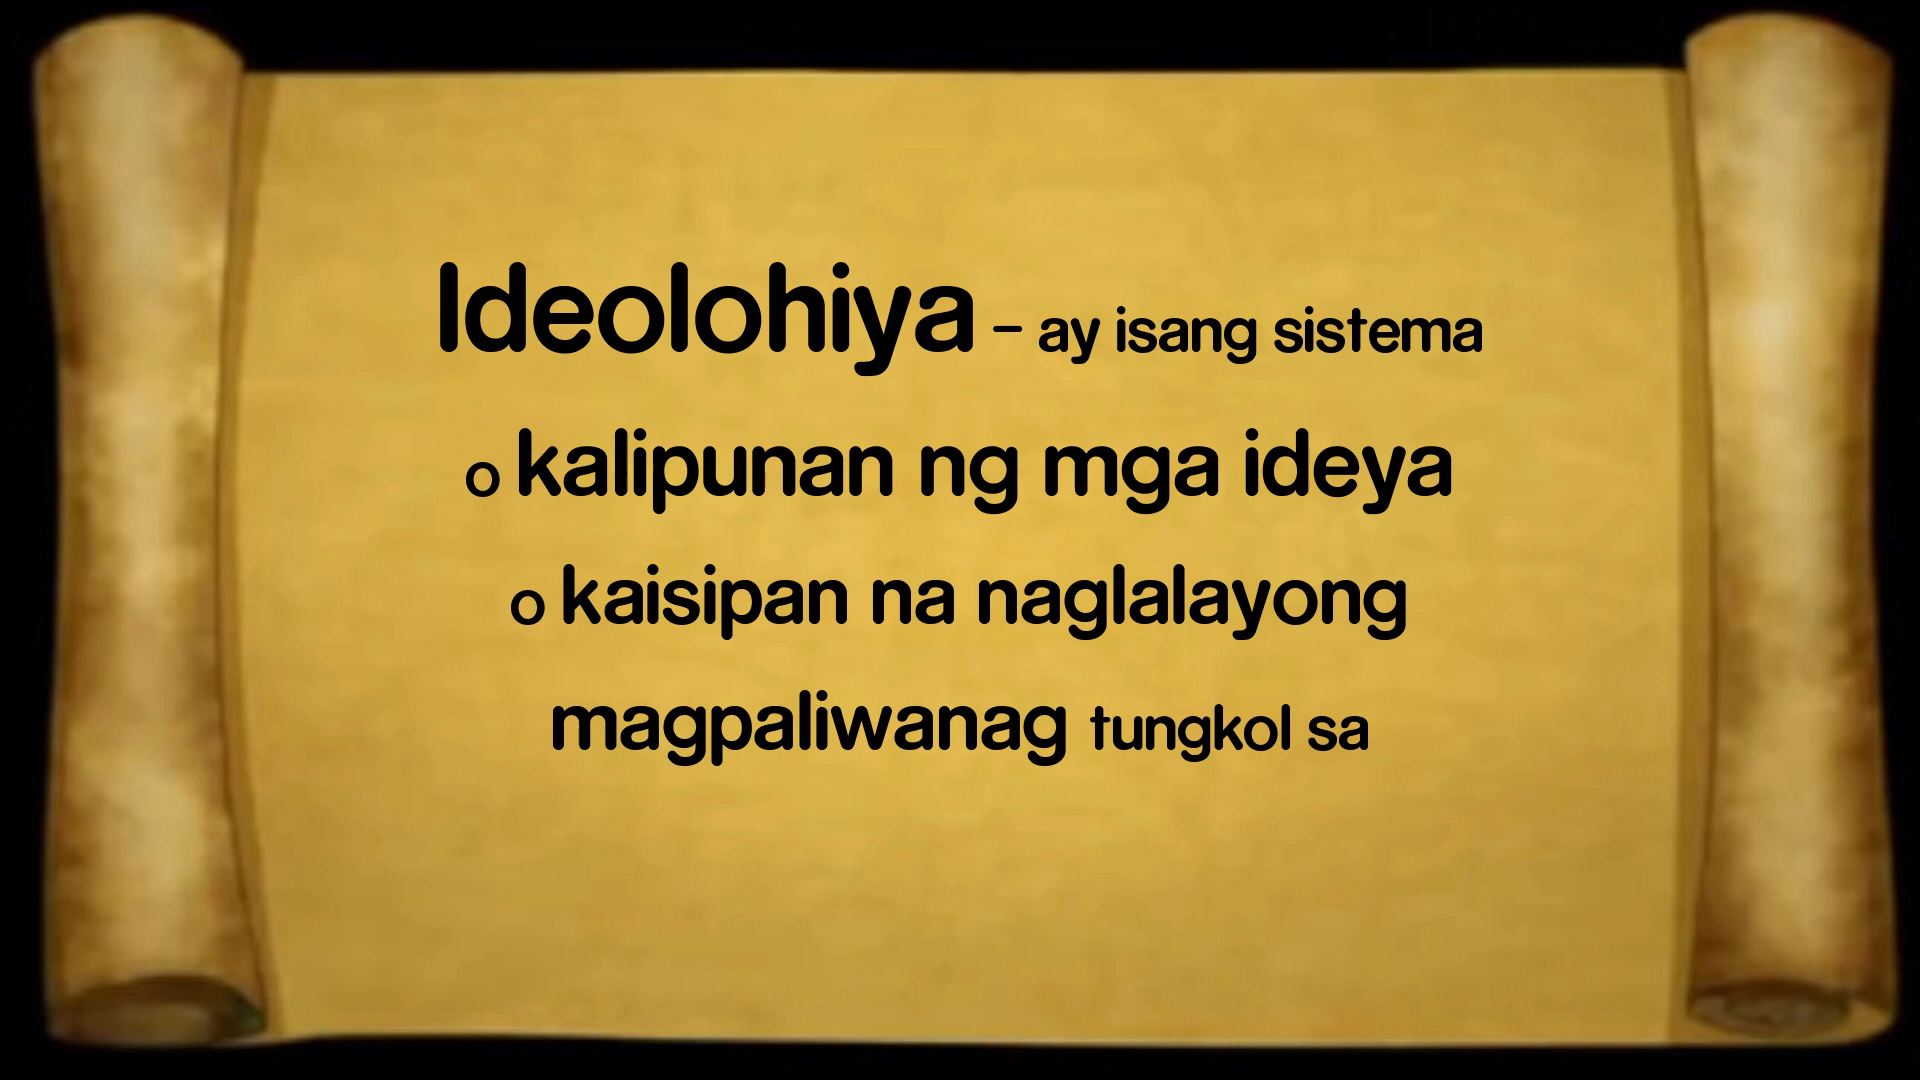 Ideolohiya – ay isang sistema
o kalipunan ng mga ideya
o kaisipan na naglalayong
magpaliwanag tungkol sa